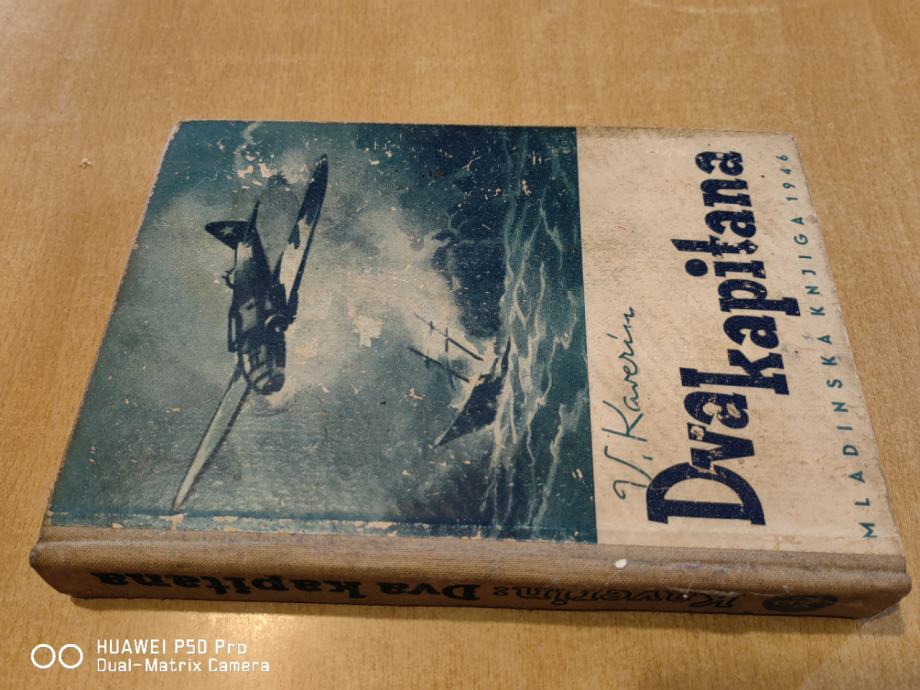 V. Kaverin
Dva
kapitana
MLADINSKA KNJIGA 1946
Kaverin: Dva kapitana
HUAWEI P50 Pro
Dual-Matrix Camera